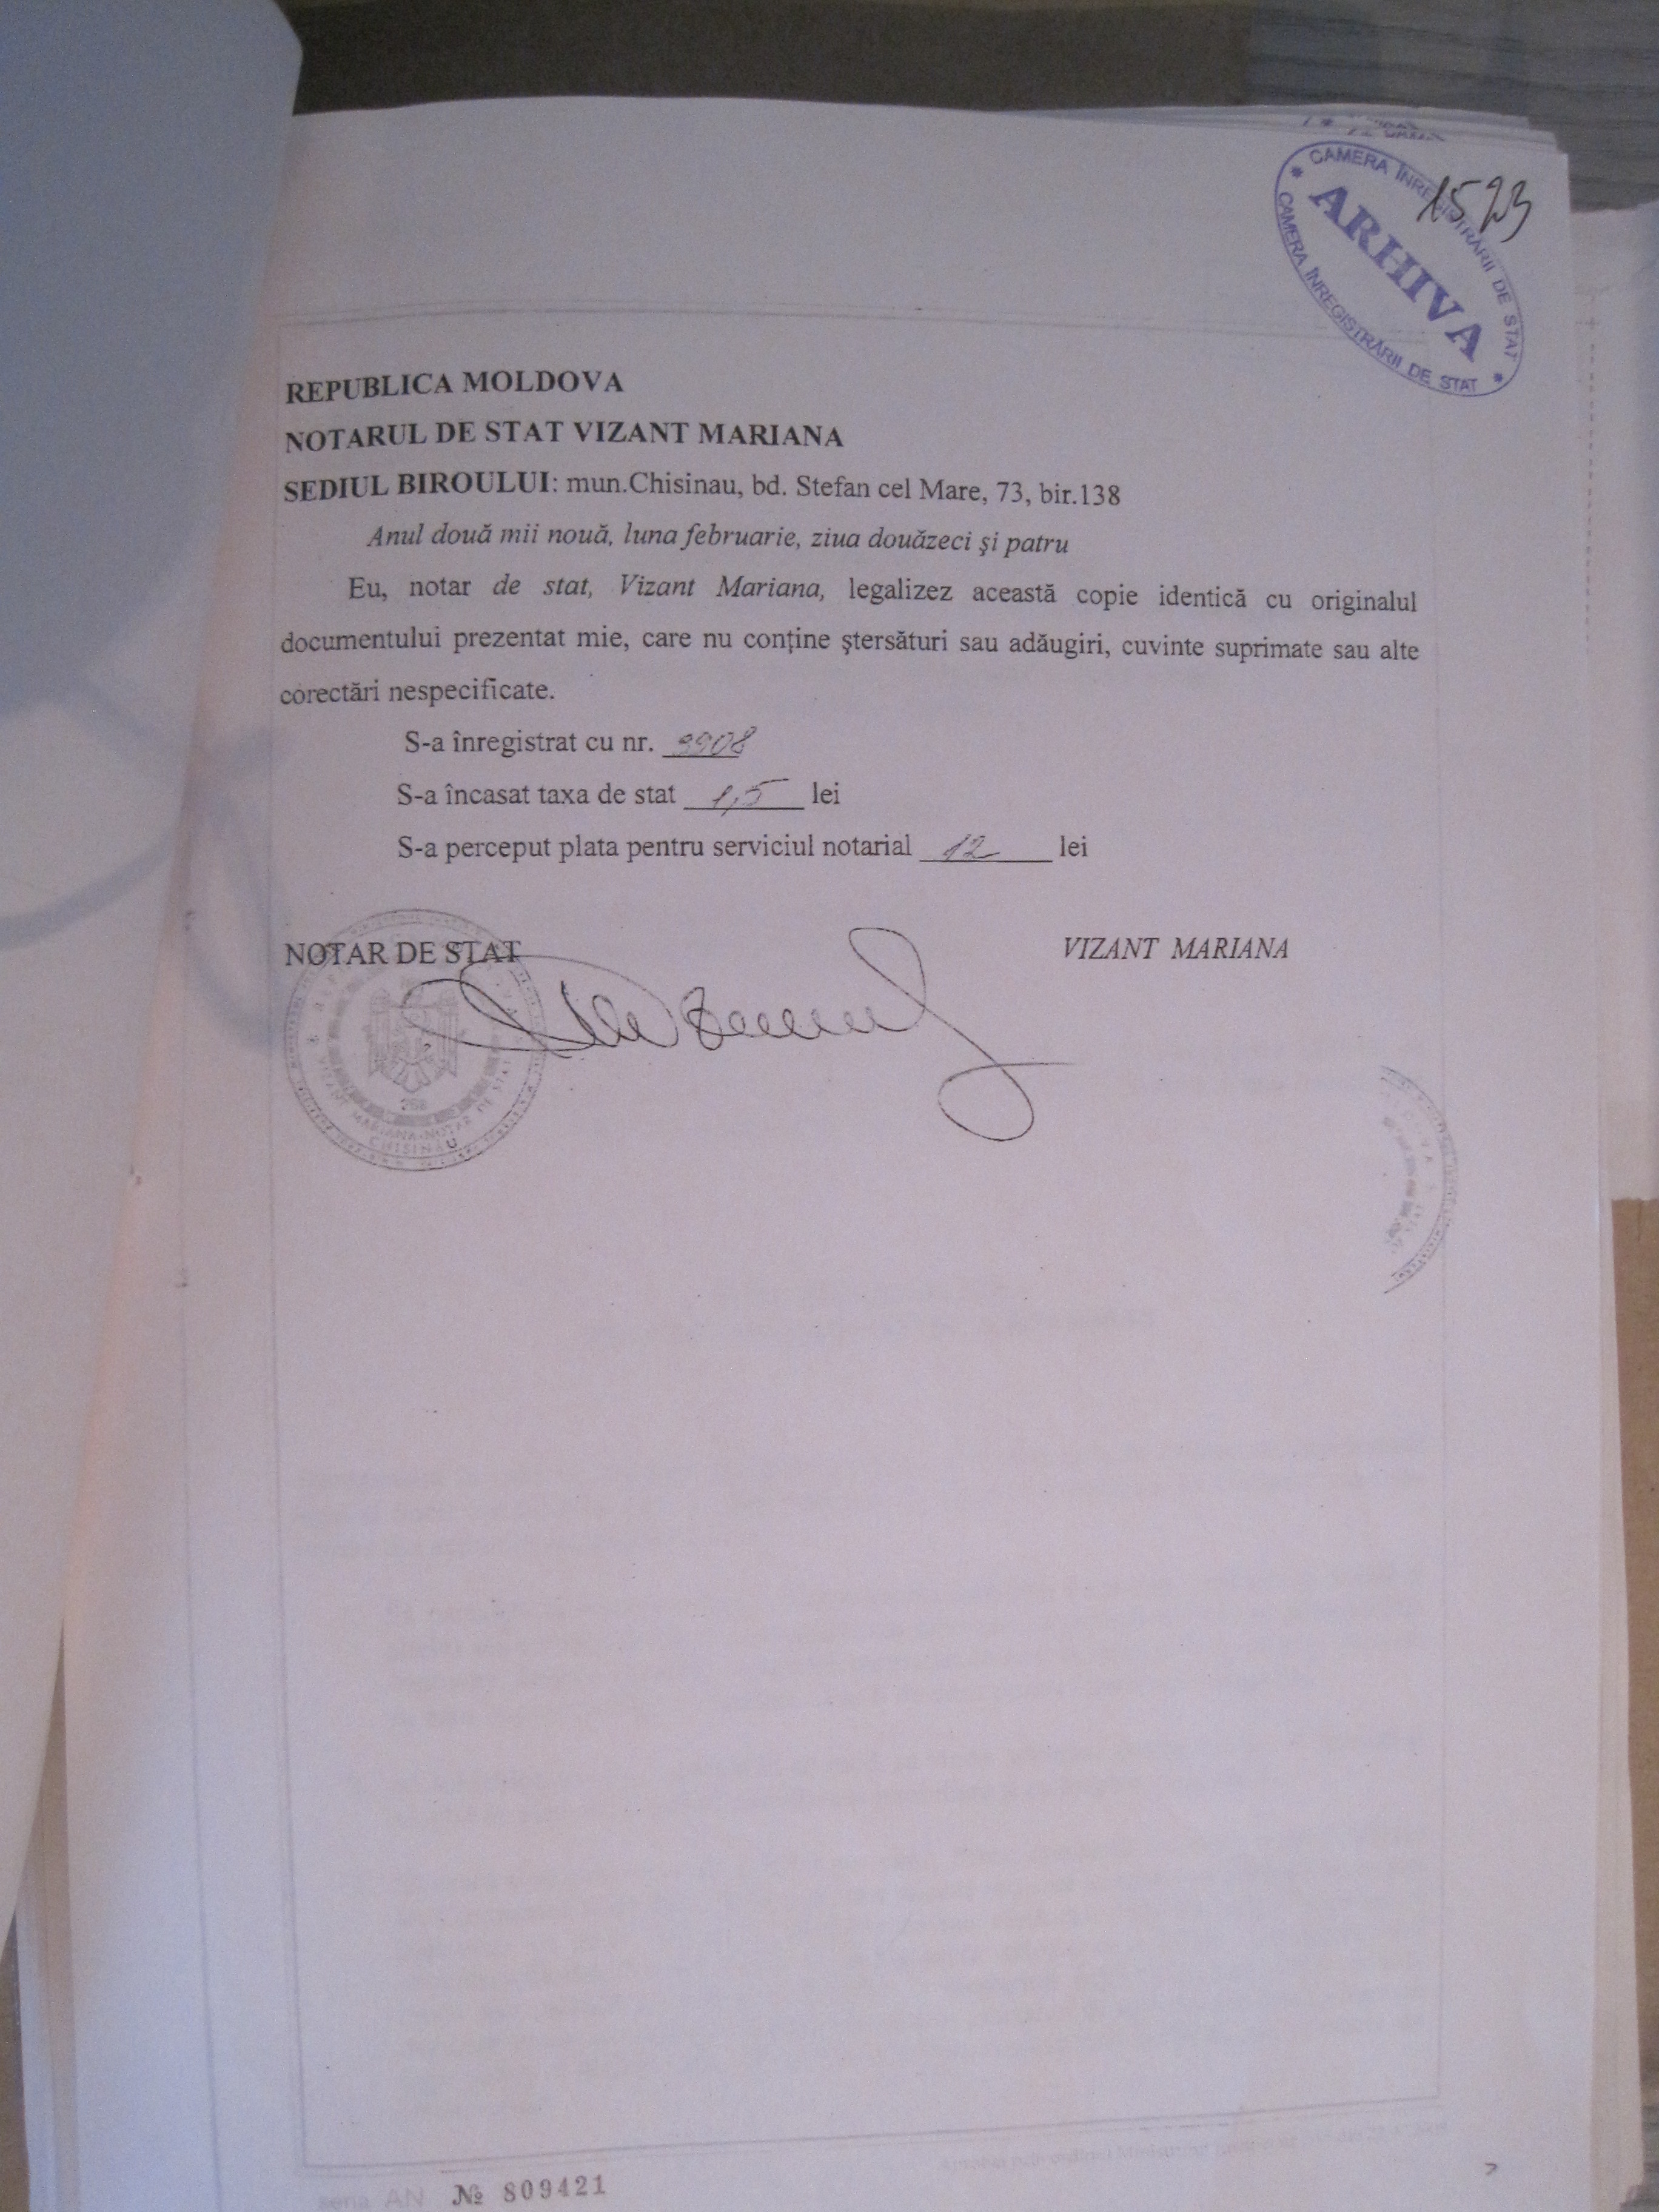 1523
CAMERA ÎNREGISTRĂRII DE STAT
ARHIVA
CAMERA ÎNREGISTRĂRII DE STAT
REPUBLICA MOLDOVA
NOTARUL DE STAT VIZANT MARIANA
SEDIUL BIROULUI: mun.Chisinau, bd. Stefan cel Mare, 73, bir.138
Anul două mii nouă, luna februarie, ziua douăzeci şi patru
Eu, notar de stat, Vizant Mariana, legalizez această copie identică cu originalul
documentului prezentat mie, care nu conţine ştersături sau adăugiri, cuvinte suprimate sau alte
corectări nespecificate.
S-a înregistrat cu nr. 9908
S-a încasat taxa de stat 1,5 lei
S-a perceput plata pentru serviciul notarial 12 lei
NOTAR DE STAT VIZANT MARIANA
VIZANT MARIANA-NOTAR DE STAT
CHISINĂU
seria AN № 809421